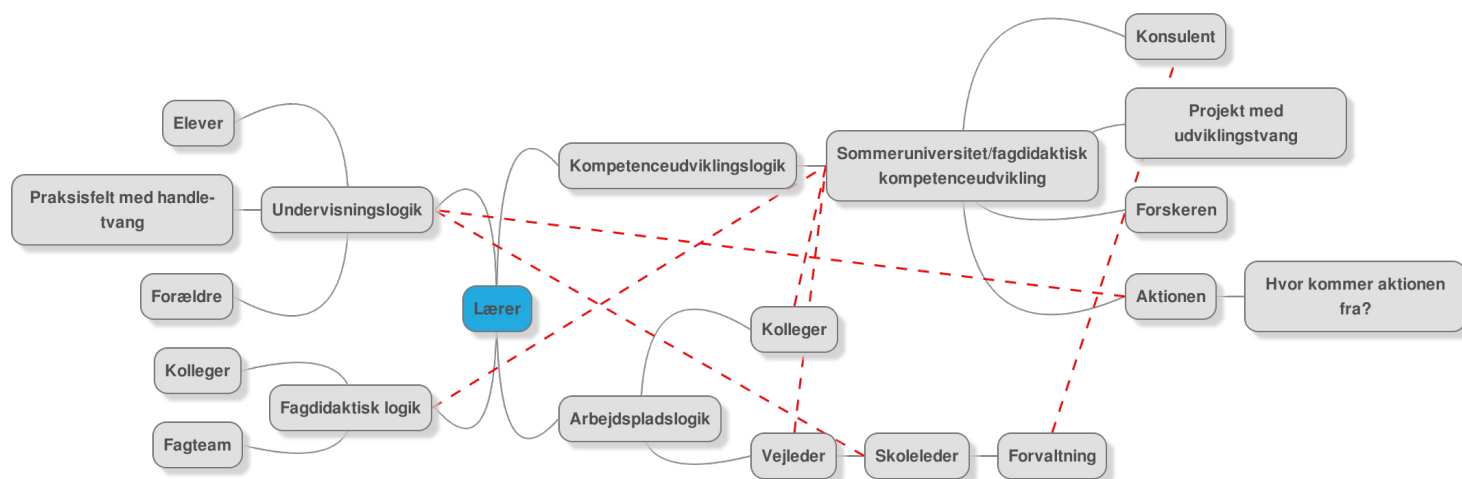 Konsulent
Projekt med
udviklingstvang
Elever
Kompetenceudviklingslogik
Sommeruniversitet/fagdidaktisk
kompetenceudvikling
Praksisfelt med handle-
tvang
Undervisningslogik
Forskeren
Forældre
Lærer
Aktionen
Hvor kommer aktionen
fra?
Kolleger
Kolleger
Fagdidaktisk logik
Arbejdspladslogik
Fagteam
Vejleder
Skoleleder
Forvaltning